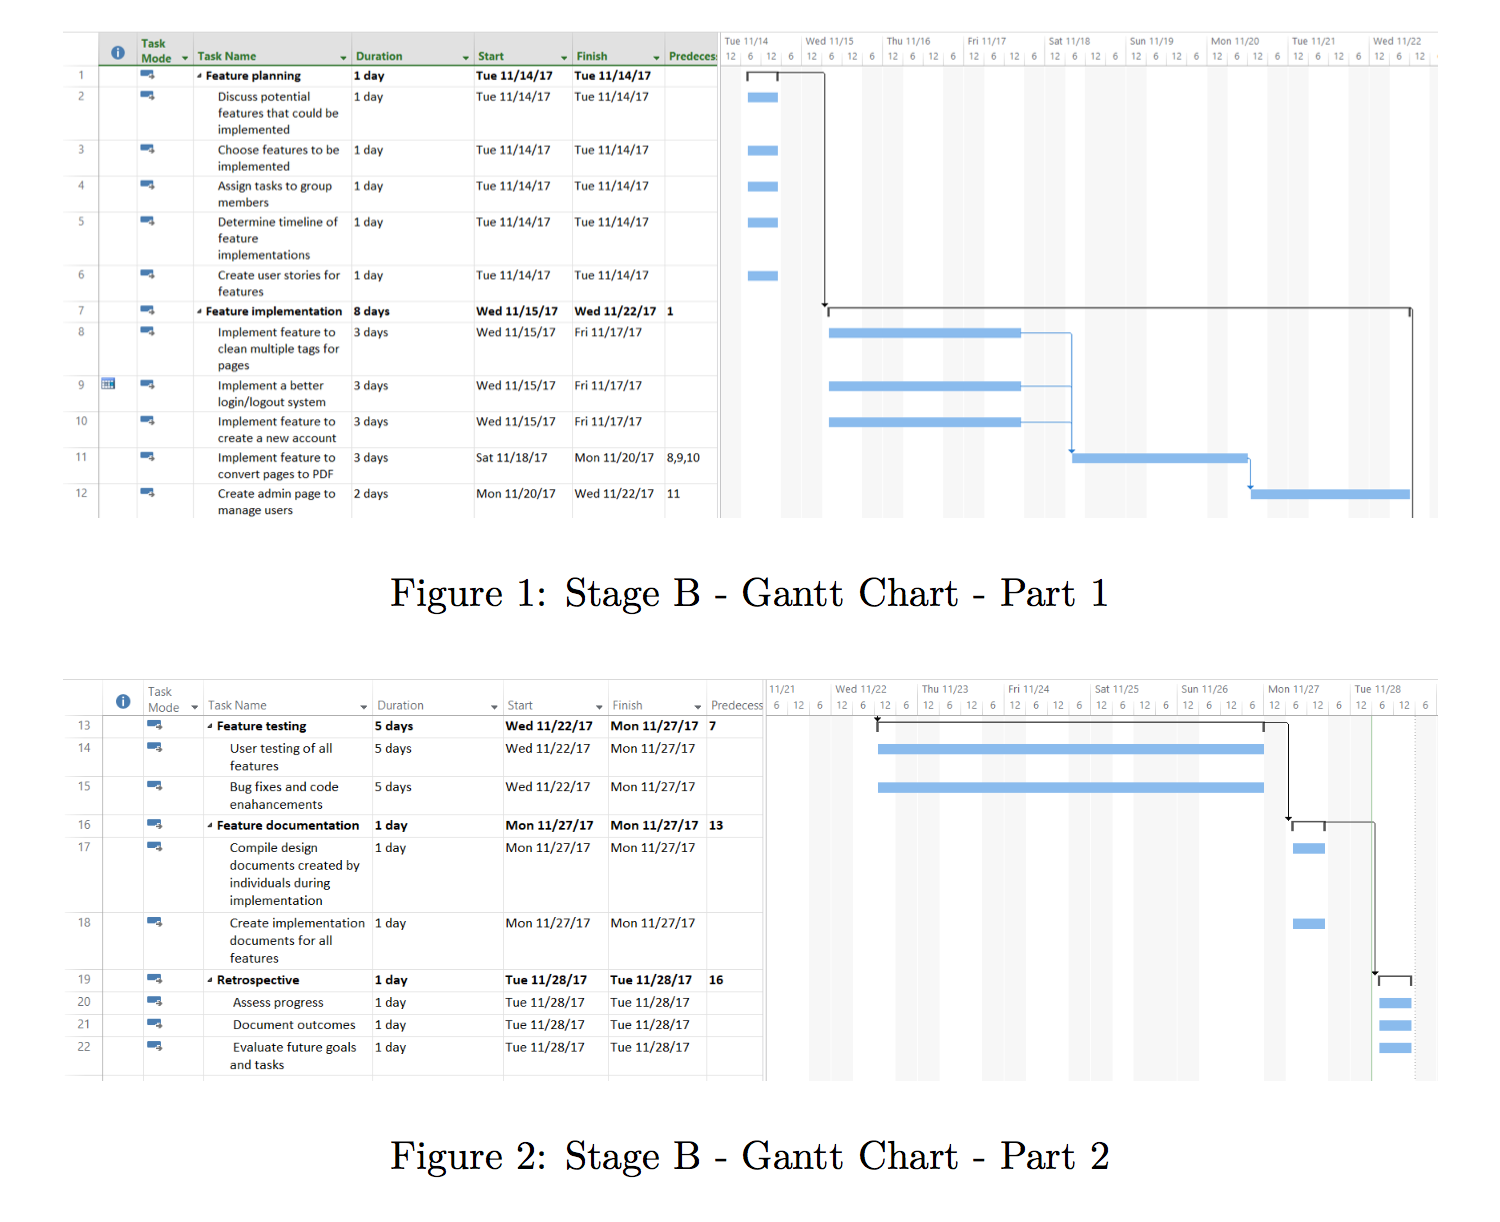 Task Mode Task Name Duration Start Finish Predeces
Tue 11/14 Wed 11/15 Thu 11/16 Fri 11/17 Sat 11/18 Sun 11/19 Mon 11/20 Tue 11/21 Wed 11/22
12 6 12 6 12 6 12 6 12 6 12 6 12 6 12 6 12 6 12 6 12 6 12 6 12 6 12 6 12 6 12 6 12 6 12
1 Feature planning 1 day Tue 11/14/17 Tue 11/14/17
2 Discuss potential 1 day Tue 11/14/17 Tue 11/14/17
features that could be
implemented
3 Choose features to be 1 day Tue 11/14/17 Tue 11/14/17
implemented
4 Assign tasks to group 1 day Tue 11/14/17 Tue 11/14/17
members
5 Determine timeline of 1 day Tue 11/14/17 Tue 11/14/17
feature
implementations
6 Create user stories for 1 day Tue 11/14/17 Tue 11/14/17
features
7 Feature implementation 8 days Wed 11/15/17 Wed 11/22/17 1
8 Implement feature to 3 days Wed 11/15/17 Fri 11/17/17
clean multiple tags for
pages
9 Implement a better 3 days Wed 11/15/17 Fri 11/17/17
login/logout system
10 Implement feature to 3 days Wed 11/15/17 Fri 11/17/17
create a new account
11 Implement feature to 3 days Sat 11/18/17 Mon 11/20/17 8,9,10
convert pages to PDF
12 Create admin page to 2 days Mon 11/20/17 Wed 11/22/17 11
manage users
Figure 1: Stage B - Gantt Chart - Part 1
Task Mode Task Name Duration Start Finish Predecess
11/21 Wed 11/22 Thu 11/23 Fri 11/24 Sat 11/25 Sun 11/26 Mon 11/27 Tue 11/28
6 12 6 12 6 12 6 12 6 12 6 12 6 12 6 12 6 12 6 12 6 12 6 12 6 12 6 12 6 12 6
13 Feature testing 5 days Wed 11/22/17 Mon 11/27/17 7
14 User testing of all 5 days Wed 11/22/17 Mon 11/27/17
features
15 Bug fixes and code 5 days Wed 11/22/17 Mon 11/27/17
enahancements
16 Feature documentation 1 day Mon 11/27/17 Mon 11/27/17 13
17 Compile design 1 day Mon 11/27/17 Mon 11/27/17
documents created by
individuals during
implementation
18 Create implementation 1 day Mon 11/27/17 Mon 11/27/17
documents for all
features
19 Retrospective 1 day Tue 11/28/17 Tue 11/28/17 16
20 Assess progress 1 day Tue 11/28/17 Tue 11/28/17
21 Document outcomes 1 day Tue 11/28/17 Tue 11/28/17
22 Evaluate future goals 1 day Tue 11/28/17 Tue 11/28/17
and tasks
Figure 2: Stage B - Gantt Chart - Part 2